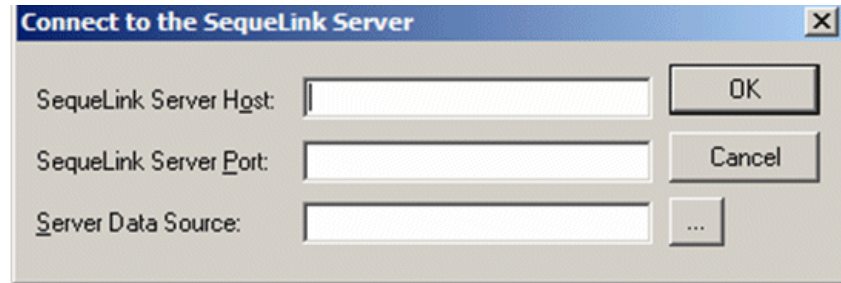 Connect to the SequeLink Server
SequeLink Server Host:
OK
SequeLink Server Port:
Cancel
Server Data Source:
...